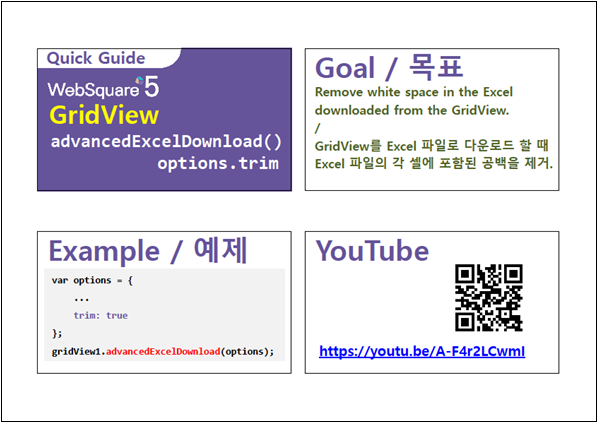 Quick Guide
WebSquare 5
GridView
advancedExcelDownload()
options.trim
Goal / 목표
Remove white space in the Excel
downloaded from the GridView.
/
GridView를 Excel 파일로 다운로드 할 때
Excel 파일의 각 셀에 포함된 공백을 제거.
Example / 예제
var options = {
...
trim: true
};
gridView1.advancedExcelDownload(options);
YouTube
https://youtu.be/A-F4r2LCwmI